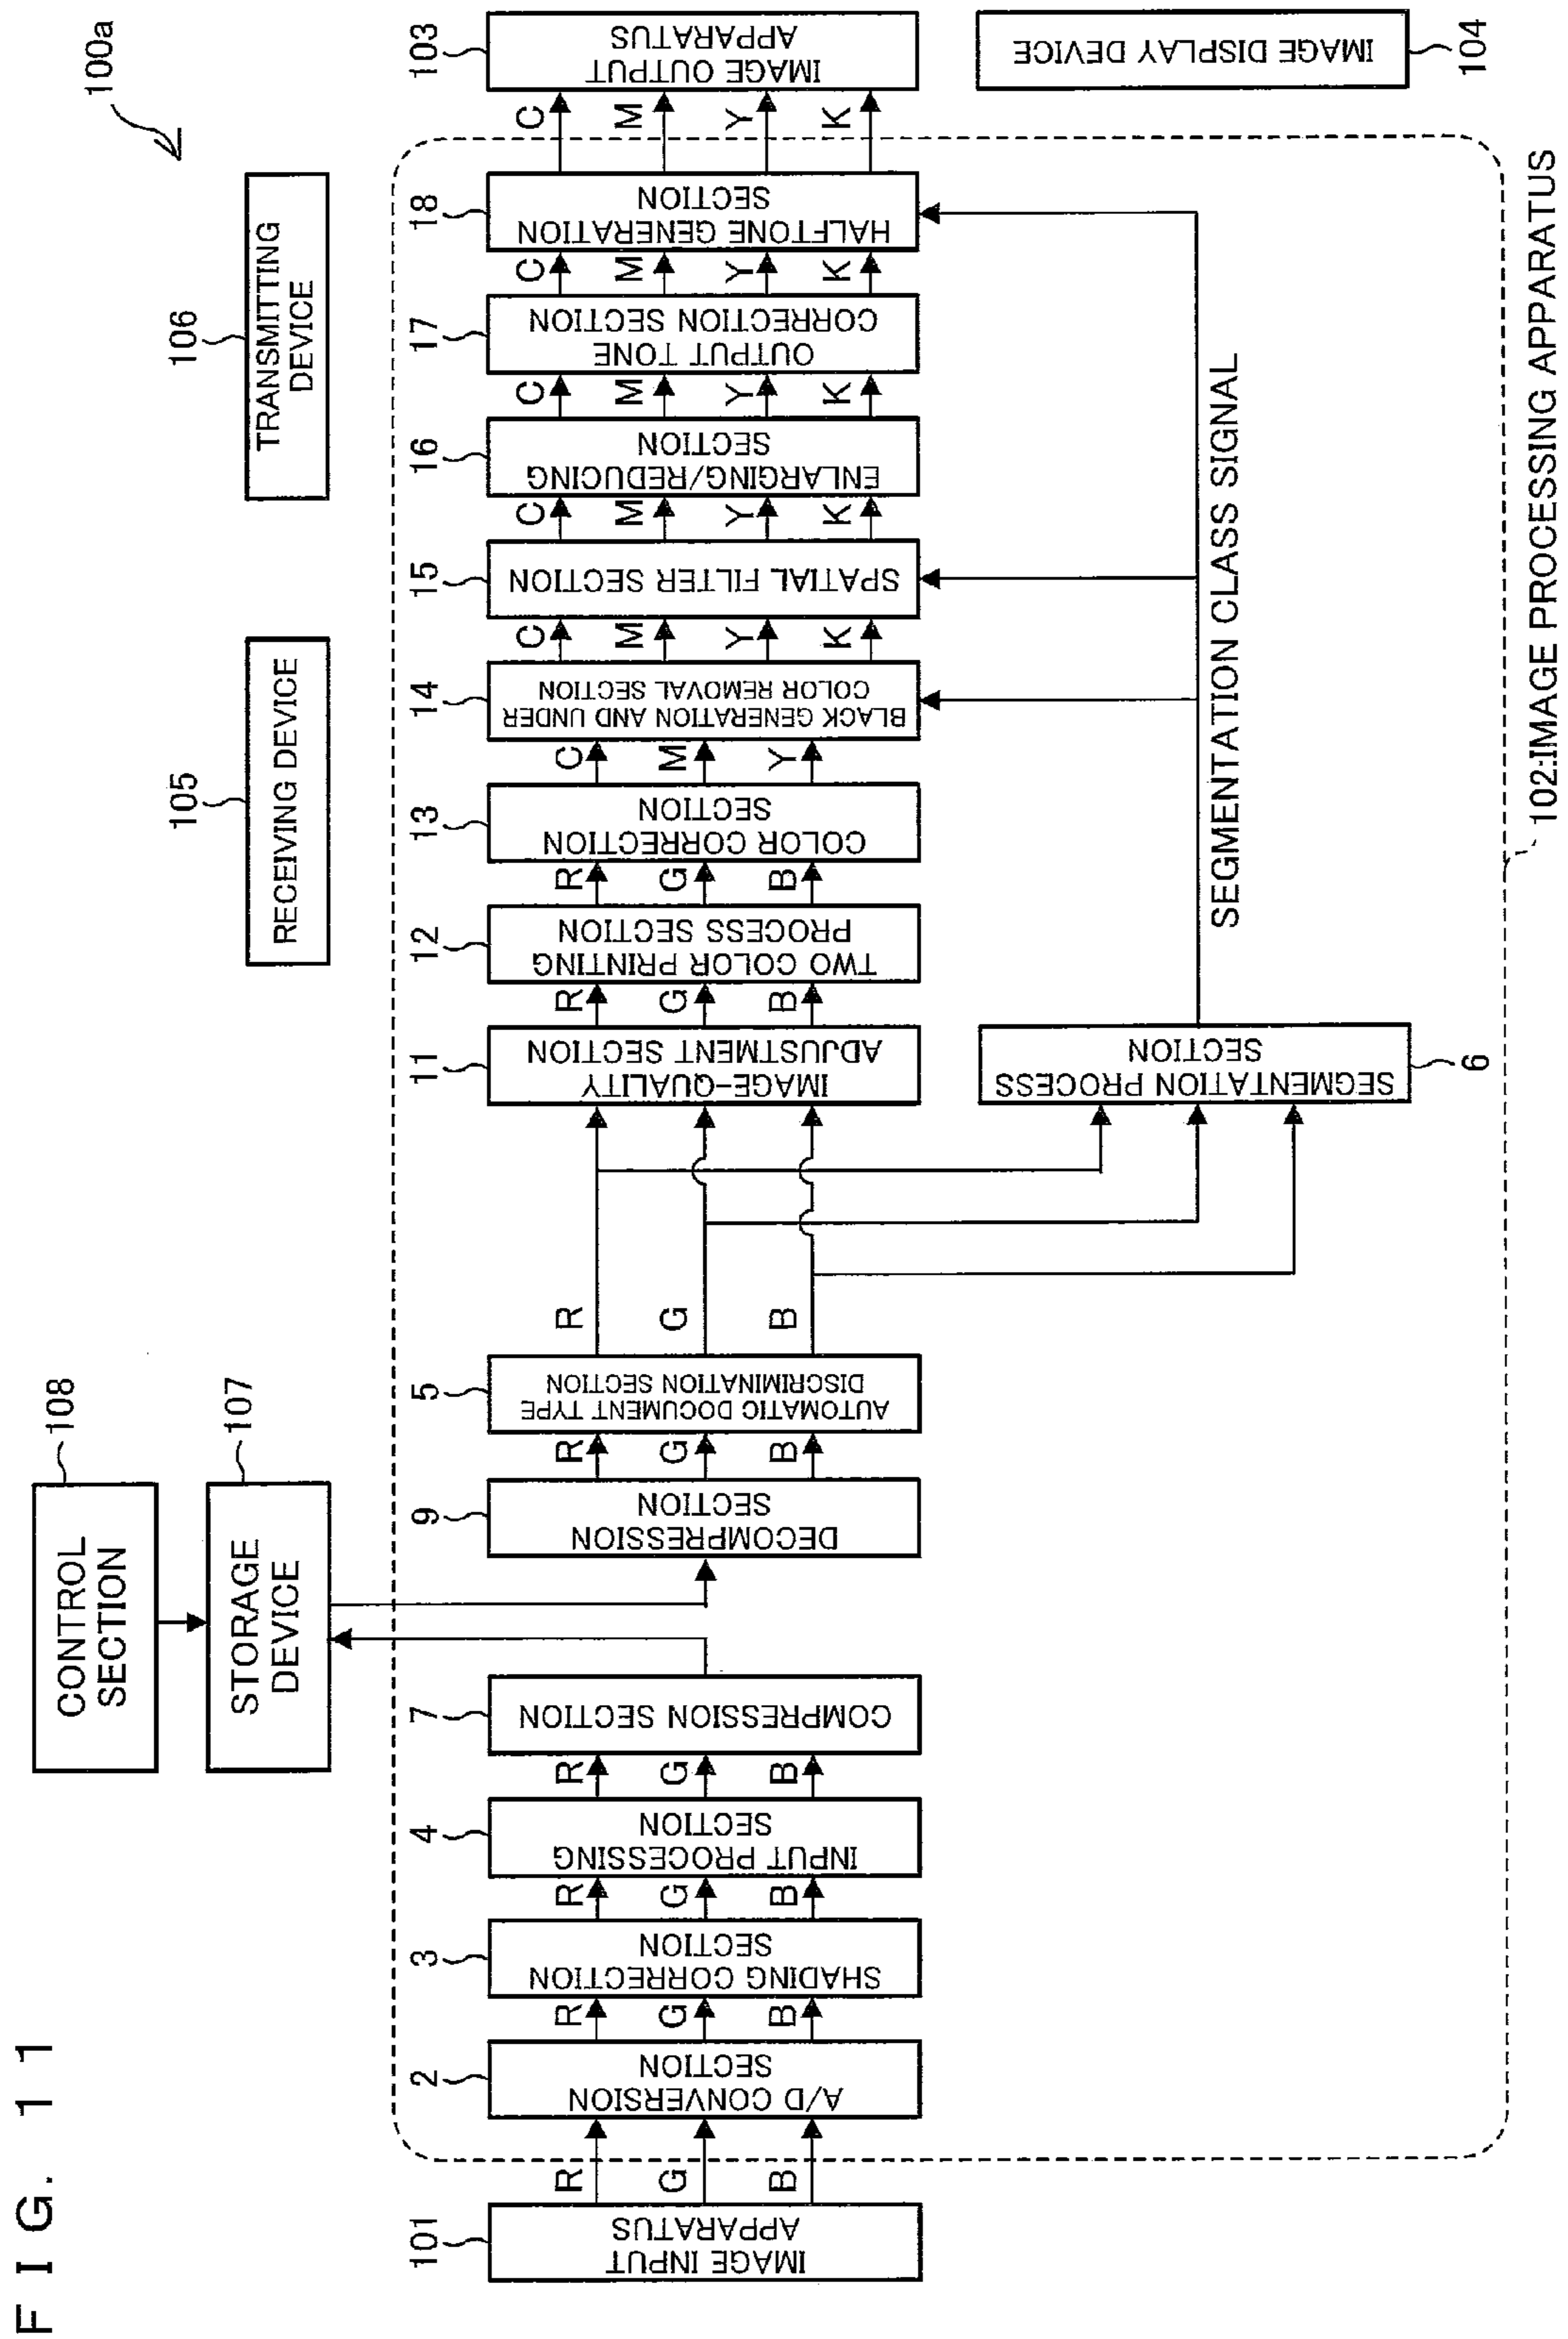 FIG. 11
100a
108
CONTROL
SECTION
107
STORAGE
DEVICE
105
RECEIVING DEVICE
106
TRANSMITTING
DEVICE
101
IMAGE INPUT
APPARATUS
R
G
B
2
A/D CONVERSION
SECTION
R
G
B
3
SHADING CORRECTION
SECTION
R
G
B
4
INPUT PROCESSING
SECTION
R
G
B
7
COMPRESSION SECTION
9
DECOMPRESSION
SECTION
R
G
B
5
AUTOMATIC DOCUMENT TYPE
DISCRIMINATION SECTION
R
G
B
11
IMAGE-QUALITY
ADJUSTMENT SECTION
R
G
B
12
TWO COLOR PRINTING
PROCESS SECTION
R
G
B
13
COLOR CORRECTION
SECTION
C
M
Y
14
BLACK GENERATION AND UNDER
COLOR REMOVAL SECTION
C
M
Y
K
15
SPATIAL FILTER SECTION
C
M
Y
K
16
ENLARGING/REDUCING
SECTION
C
M
Y
K
17
OUTPUT TONE
CORRECTION SECTION
C
M
Y
K
18
HALFTONE GENERATION
SECTION
C
M
Y
K
103
IMAGE OUTPUT
APPARATUS
SEGMENTATION PROCESS
SECTION
6
SEGMENTATION CLASS SIGNAL
IMAGE DISPLAY DEVICE
104
102:IMAGE PROCESSING APPARATUS